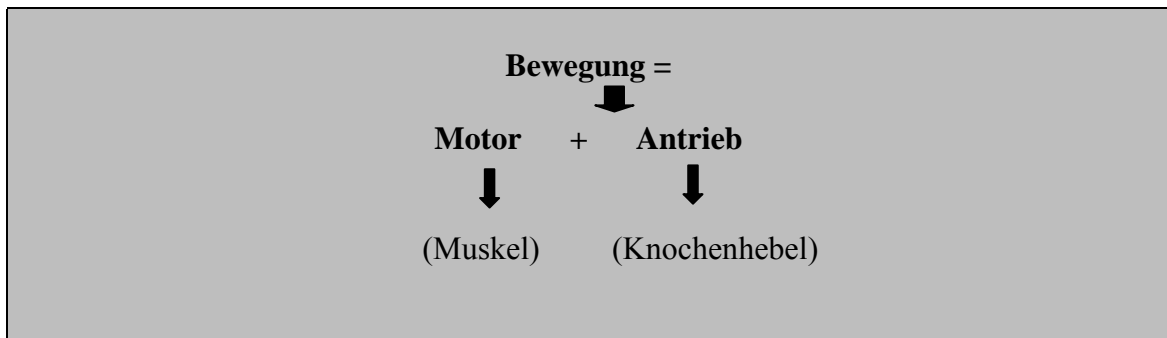 Bewegung =
Motor + Antrieb
(Muskel) (Knochenhebel)